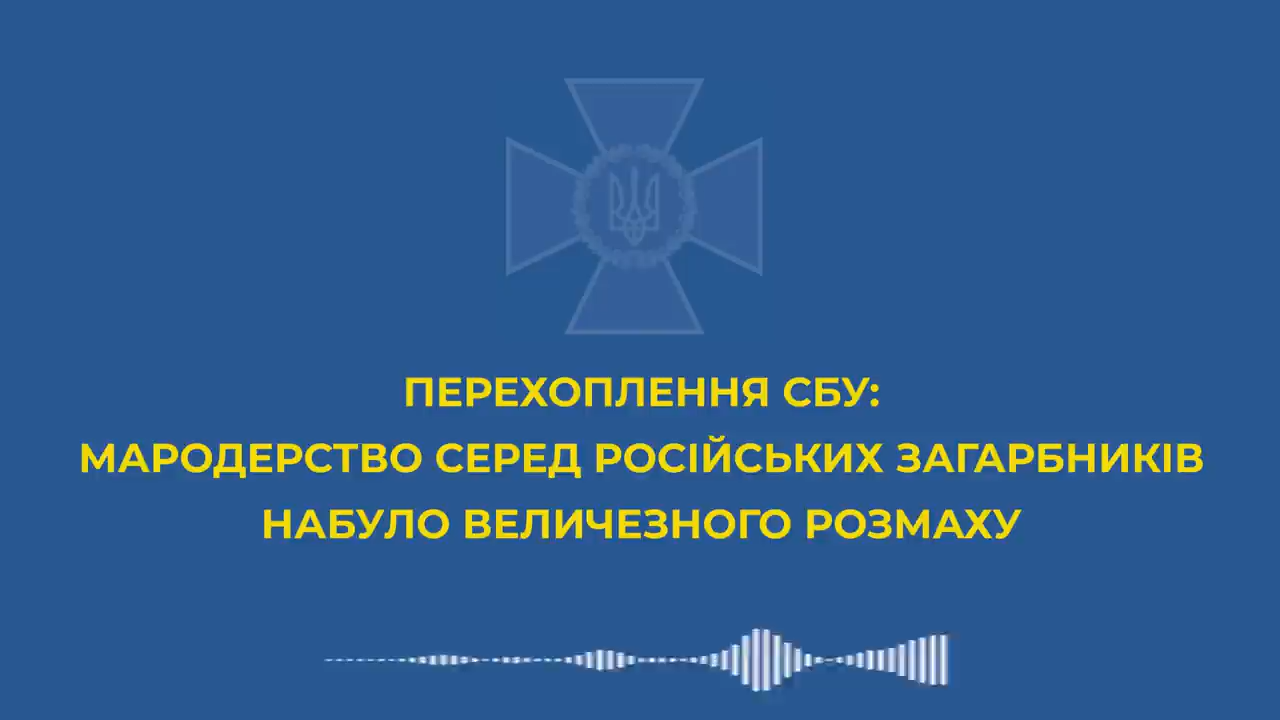 ПЕРЕХОПЛЕННЯ СБУ:
МАРОДЕРСТВО СЕРЕД РОСІЙСЬКИХ ЗАГАРБНИКІВ
НАБУЛО ВЕЛИЧЕЗНОГО РОЗМАХУ